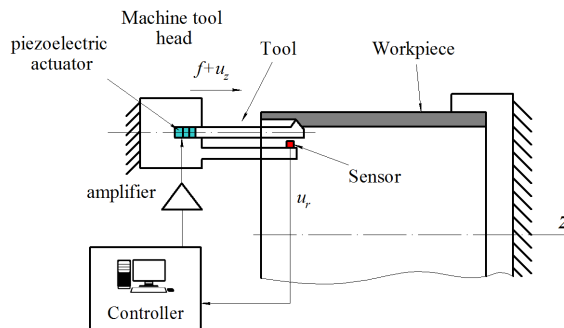 Machine tool
head
piezoelectric
actuator
f+u_z
Tool
Workpiece
Sensor
amplifier
u_r
z
Controller